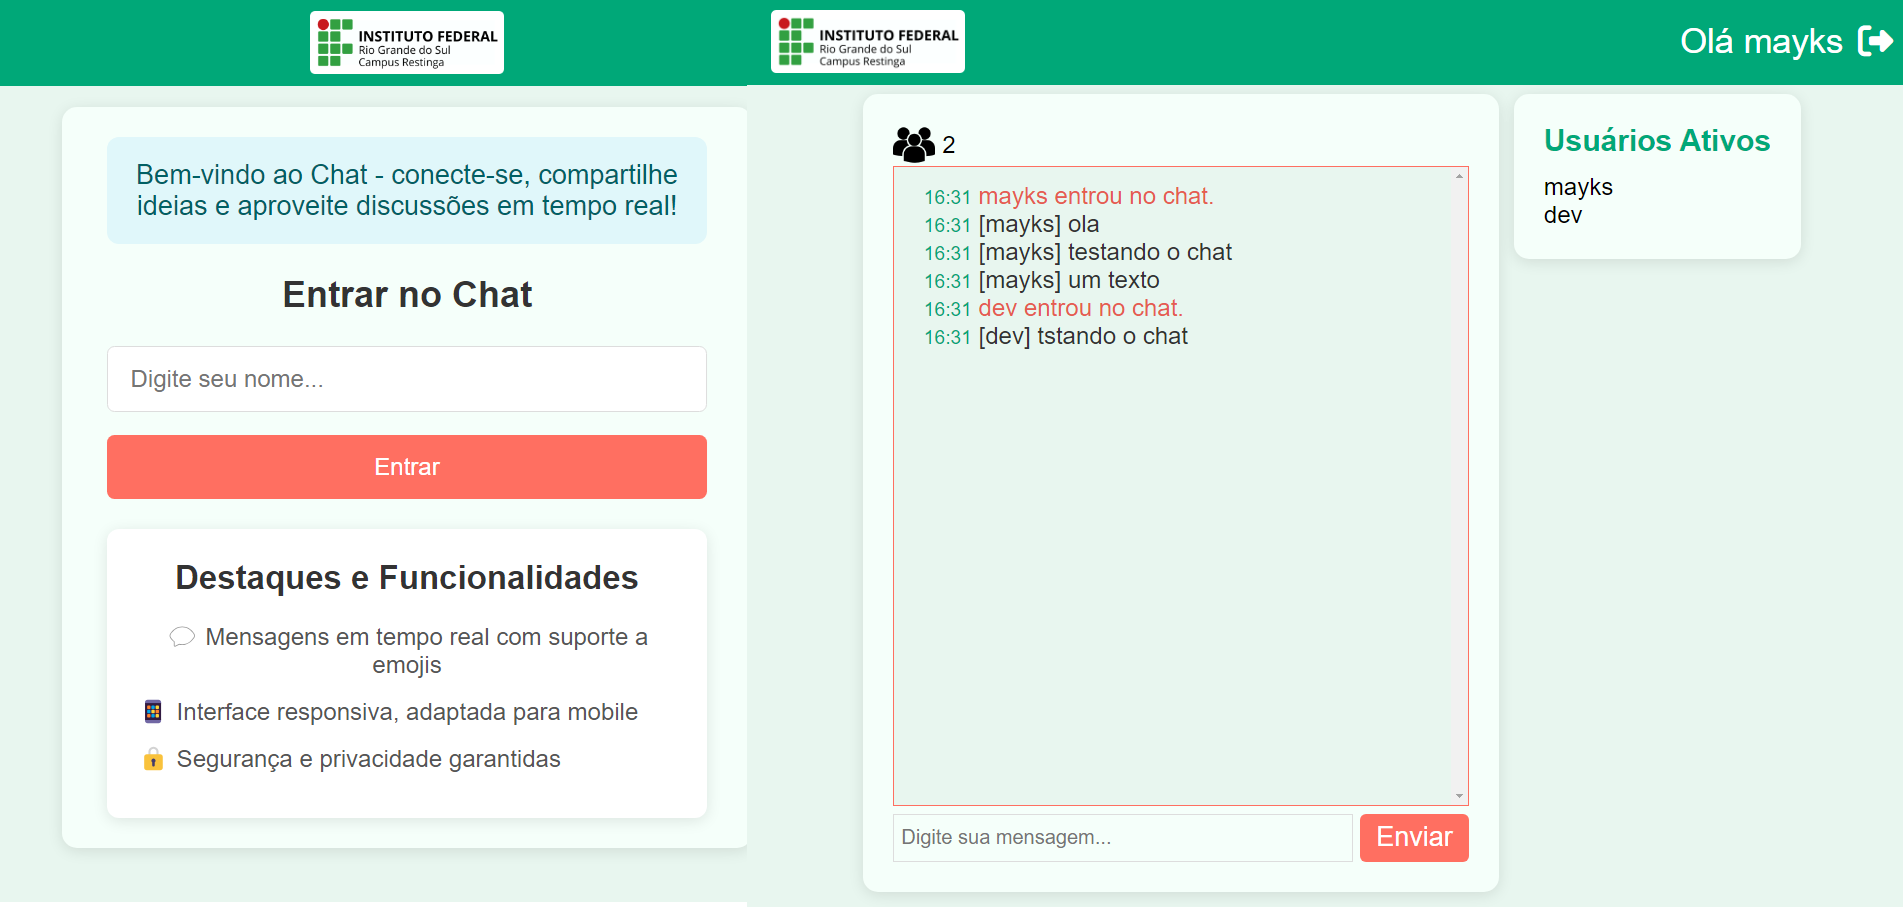 INSTITUTO FEDERAL
Rio Grande do Sul
Campus Restinga
Bem-vindo ao Chat - conecte-se, compartilhe
ideias e aproveite discussões em tempo real!
Entrar no Chat
Digite seu nome...
Entrar
Destaques e Funcionalidades
Mensagens em tempo real com suporte a
emojis
Interface responsiva, adaptada para mobile
Segurança e privacidade garantidas
INSTITUTO FEDERAL
Rio Grande do Sul
Campus Restinga
Olá mayks
2
16:31 mayks entrou no chat.
16:31 [mayks] ola
16:31 [mayks] testando o chat
16:31 [mayks] um texto
16:31 dev entrou no chat.
16:31 [dev] tstando o chat
Digite sua mensagem...
Enviar
Usuários Ativos
mayks
dev